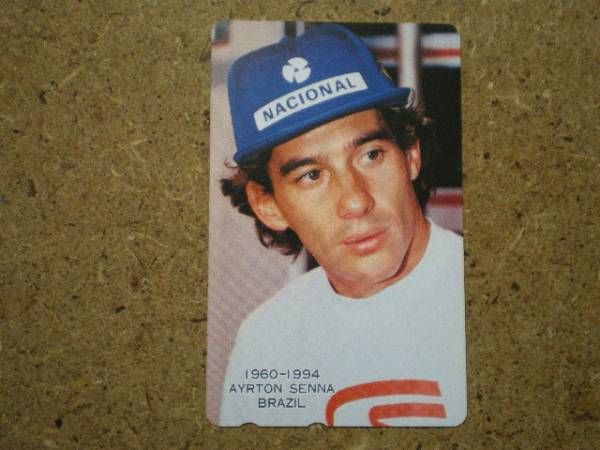 NACIONAL
1960-1994
AYRTON SENNA
BRAZIL